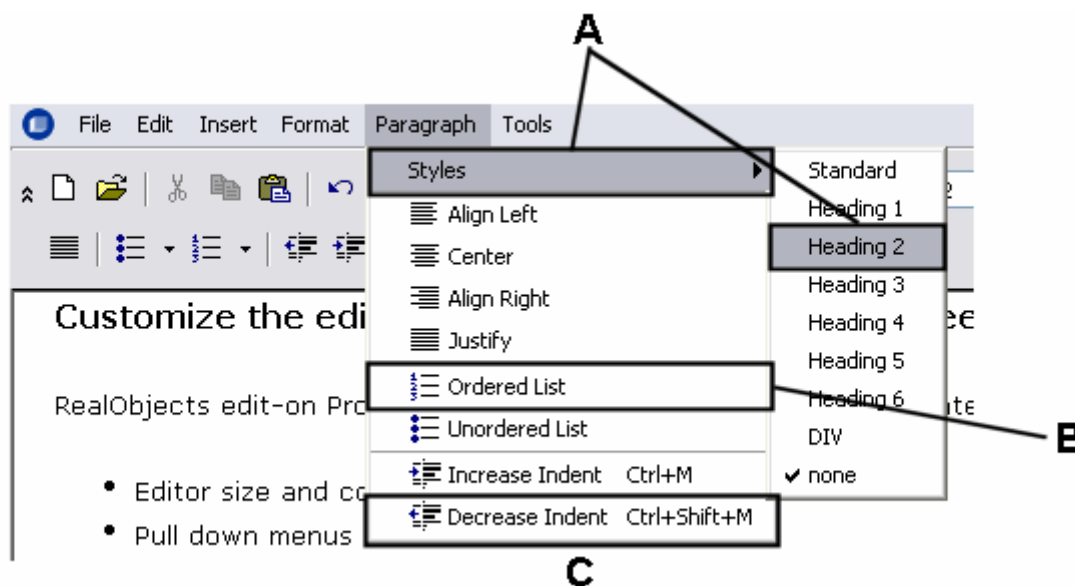 A
File Edit Insert Format Paragraph Tools
Styles
Align Left
Center
Align Right
Justify
Ordered List
Unordered List
Increase Indent Ctrl+M
Decrease Indent Ctrl+Shift+M
Standard
Heading 1
Heading 2
Heading 3
Heading 4
Heading 5
Heading 6
DIV
none
Customize the edi
RealObjects edit-on Pro
• Editor size and co
• Pull down menus
B
C